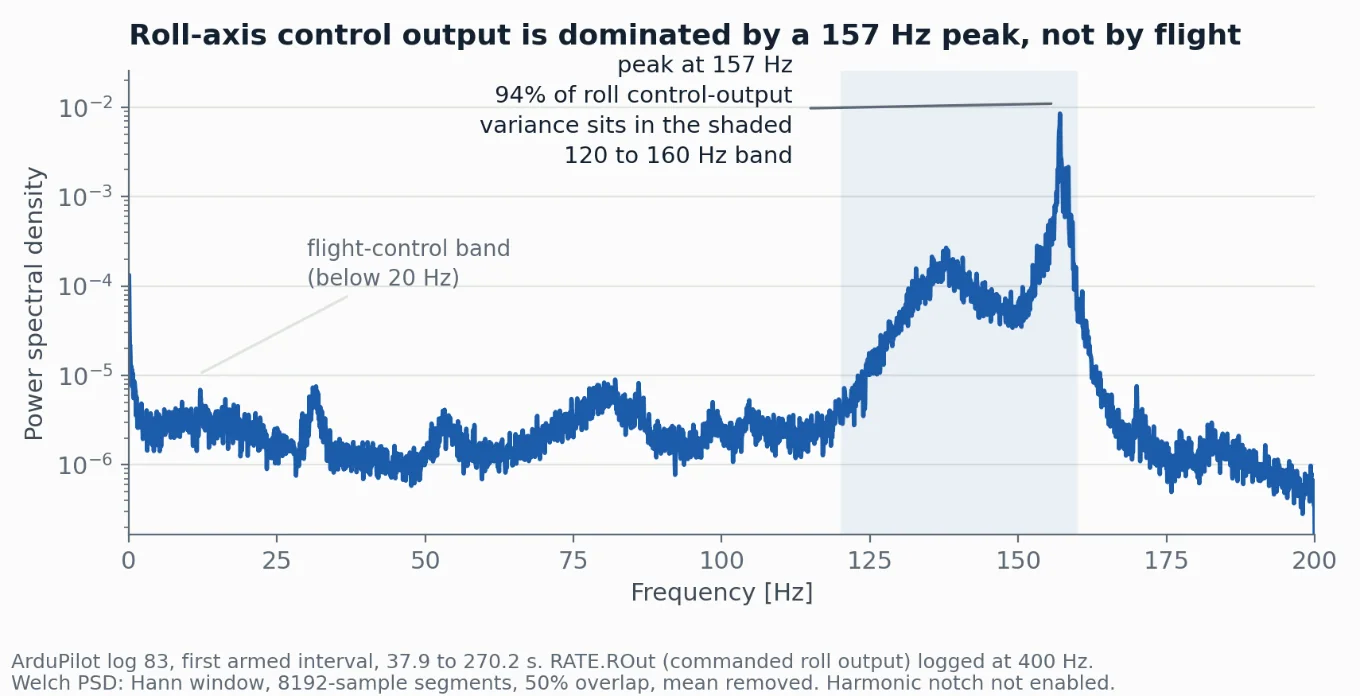 Roll-axis control output is dominated by a 157 Hz peak, not by flight
peak at 157 Hz
94% of roll control-output
variance sits in the shaded
120 to 160 Hz band
flight-control band
(below 20 Hz)
Power spectral density
10⁻²
10⁻³
10⁻⁴
10⁻⁵
10⁻⁶
0 25 50 75 100 125 150 175 200
Frequency [Hz]
ArduPilot log 83, first armed interval, 37.9 to 270.2 s. RATE.ROut (commanded roll output) logged at 400 Hz.
Welch PSD: Hann window, 8192-sample segments, 50% overlap, mean removed. Harmonic notch not enabled.